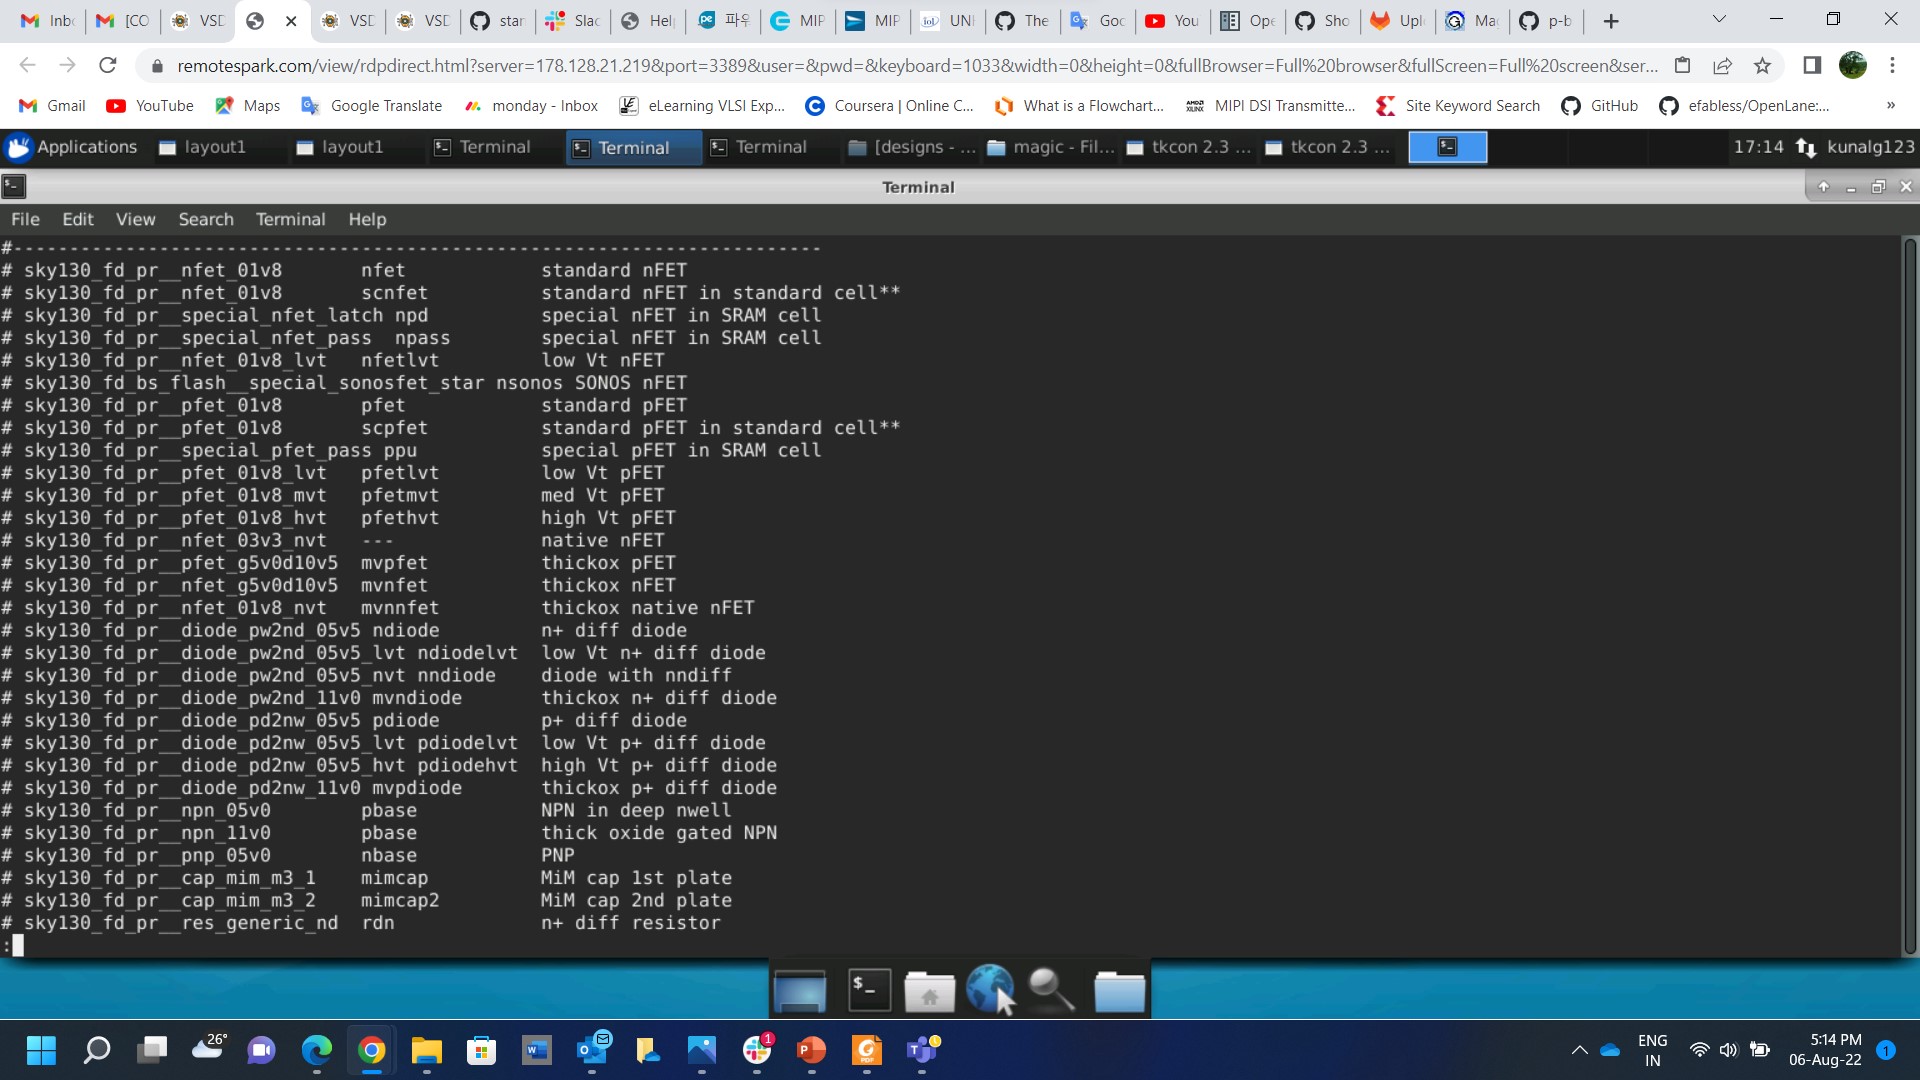 Inb
[CO
VSD
VSD
VSD
star
Slac
Hel
파우
MIP
MIP
UNI
The
Goo
You
Ope
Sho
Upl
Ma
p-b
remotespark.com/view/rdpdirect.html?server=178.128.21.219&port=3389&user=&pwd=&keyboard=1033&width=0&height=0&fullBrowser=Full%20browser&fullScreen=Full%20screen&ser...
Gmail YouTube Maps Google Translate monday - Inbox eLearning VLSI Exp... Coursera | Online C... What is a Flowchart... MIPI DSI Transmitte... Site Keyword Search GitHub efabless/OpenLane:... »
Applications layout1 layout1 Terminal Terminal Terminal [designs - ... magic - Fil... tkcon 2.3 ... tkcon 2.3 ... 17:14 kunalg123
Terminal
File Edit View Search Terminal Help
#------------------------------------------------------------------------
# sky130_fd_pr__nfet_01v8 nfet standard nFET
# sky130_fd_pr__nfet_01v8 scnfet standard nFET in standard cell**
# sky130_fd_pr__special_nfet_latch npd special nFET in SRAM cell
# sky130_fd_pr__special_nfet_pass npass special nFET in SRAM cell
# sky130_fd_pr__nfet_01v8_lvt nfetlvt low Vt nFET
# sky130_fd_bs_flash__special_sonosfet_star nsonos SONOS nFET
# sky130_fd_pr__pfet_01v8 pfet standard pFET
# sky130_fd_pr__pfet_01v8 scpfet standard pFET in standard cell**
# sky130_fd_pr__special_pfet_pass ppu special pFET in SRAM cell
# sky130_fd_pr__pfet_01v8_lvt pfetlvt low Vt pFET
# sky130_fd_pr__pfet_01v8_mvt pfetmvt med Vt pFET
# sky130_fd_pr__pfet_01v8_hvt pfethvt high Vt pFET
# sky130_fd_pr__nfet_03v3_nvt --- native nFET
# sky130_fd_pr__pfet_g5v0d10v5 mvpfet thickox pFET
# sky130_fd_pr__nfet_g5v0d10v5 mvnfet thickox nFET
# sky130_fd_pr__nfet_01v8_nvt mvnnfet thickox native nFET
# sky130_fd_pr__diode_pw2nd_05v5 ndiode n+ diff diode
# sky130_fd_pr__diode_pw2nd_05v5_lvt ndiodelvt low Vt n+ diff diode
# sky130_fd_pr__diode_pw2nd_05v5_nvt nndiode diode with nndiff
# sky130_fd_pr__diode_pw2nd_11v0 mvndiode thickox n+ diff diode
# sky130_fd_pr__diode_pd2nw_05v5 pdiode p+ diff diode
# sky130_fd_pr__diode_pd2nw_05v5_lvt pdiodelvt low Vt p+ diff diode
# sky130_fd_pr__diode_pd2nw_05v5_hvt pdiodehvt high Vt p+ diff diode
# sky130_fd_pr__diode_pd2nw_11v0 mvpdiode thickox p+ diff diode
# sky130_fd_pr__npn_05v0 pbase NPN in deep nwell
# sky130_fd_pr__npn_11v0 pbase thick oxide gated NPN
# sky130_fd_pr__pnp_05v0 nbase PNP
# sky130_fd_pr__cap_mim_m3_1 mimcap MiM cap 1st plate
# sky130_fd_pr__cap_mim_m3_2 mimcap2 MiM cap 2nd plate
# sky130_fd_pr__res_generic_nd rdn n+ diff resistor
:
26°
1
ENG
IN
5:14 PM
06-Aug-22
1